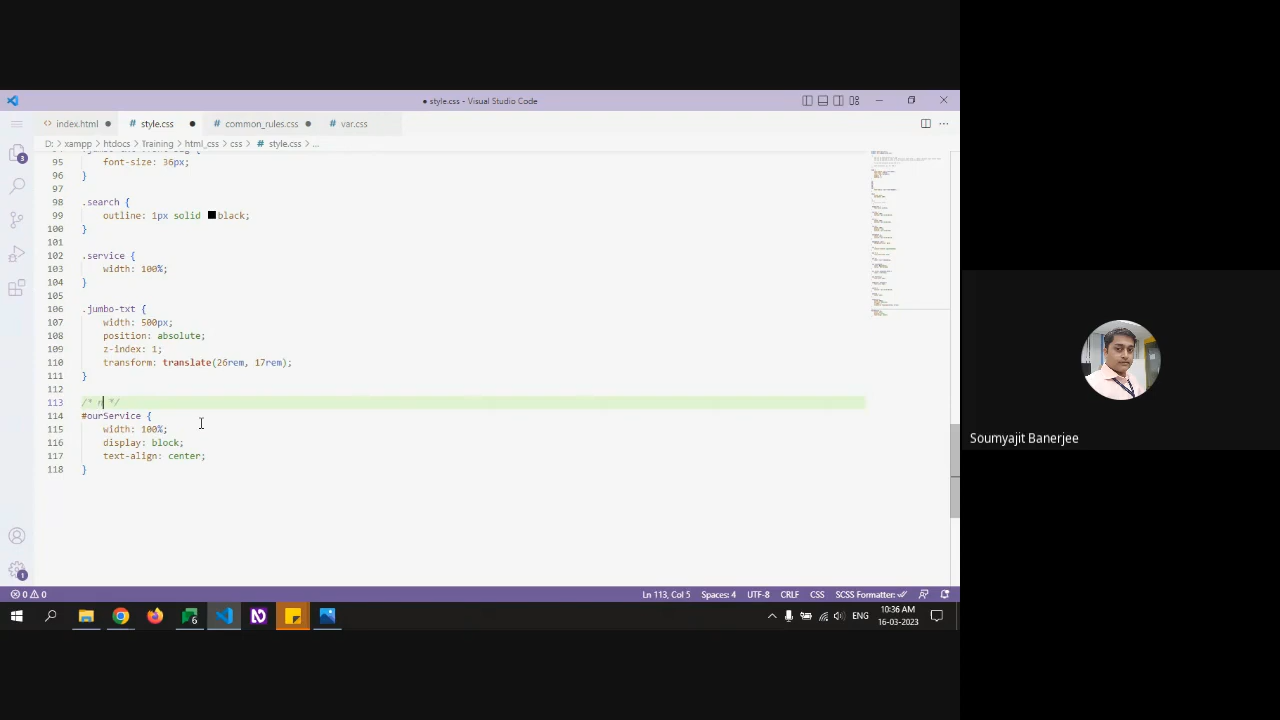 style.css - Visual Studio Code
index.html
style.css
common_rules.css
var.css
D: > xampp > htdocs > Training > html_css > css > # style.css > ...
95 font-size: 36px;
96 }
97
98 .search {
99 outline: 1px solid black;
100 }
101
102 .service {
103 width: 100%;
104 }
105
106 .jumbo-txt {
107 width: 500px;
108 position: absolute;
109 z-index: 1;
110 transform: translate(26rem, 17rem);
111 }
112
113 /* n */
114 #ourService {
115 width: 100%;
116 display: block;
117 text-align: center;
118 }
3
1
0 0
Ln 113, Col 5 Spaces: 4 UTF-8 CRLF CSS SCSS Formatter:
6
ENG
10:36 AM
16-03-2023
Soumyajit Banerjee